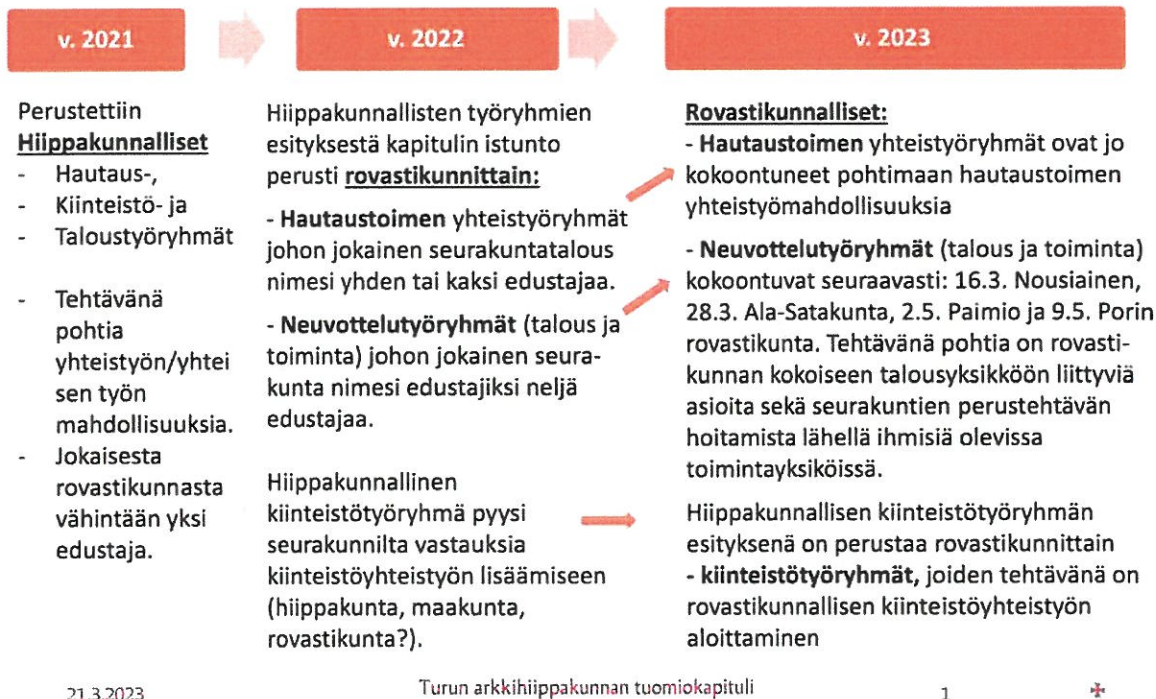 v. 2021
v. 2022
v. 2023
Perustettiin
Hiippakunnalliset
- Hautaus-,
- Kiinteistö- ja
- Taloustyöryhmät
- Tehtävänä
pohtia
yhteistyön/yhtei
sen työn
mahdollisuuksia.
- Jokaisesta
rovastikunnasta
vähintään yksi
edustaja.
Hiippakunnallisten työryhmien
esityksestä kapitulin istunto
perusti rovastikunnittain:
- Hautaustoimen yhteistyöryhmät
johon jokainen seurakuntatalous
nimesi yhden tai kaksi edustajaa.
- Neuvottelutyöryhmät (talous ja
toiminta) johon jokainen seura-
kunta nimesi edustajiksi neljä
edustajaa.
Hiippakunnallinen
kiinteistötyöryhmä pyysi
seurakunnilta vastauksia
kiinteistöyhteistyön lisäämiseen
(hiippakunta, maakunta,
rovastikunta?).
Rovastikunnalliset:
- Hautaustoimen yhteistyöryhmät ovat jo
kokoontuneet pohtimaan hautaustoimen
yhteistyömahdollisuuksia
- Neuvottelutyöryhmät (talous ja toiminta)
kokoontuvat seuraavasti: 16.3. Nousiainen,
28.3. Ala-Satakunta, 2.5. Paimio ja 9.5. Porin
rovastikunta. Tehtävänä pohtia on rovasti-
kunnan kokoiseen talousyksikköön liittyviä
asioita sekä seurakuntien perustehtävän
hoitamista lähellä ihmisiä olevissa
toimintayksiköissä.
Hiippakunnallisen kiinteistötyöryhmän
esityksenä on perustaa rovastikunnittain
- kiinteistötyöryhmät, joiden tehtävänä on
rovastikunnallisen kiinteistöyhteistyön
aloittaminen
21.3.2023
Turun arkkihiippakunnan tuomiokapituli
1